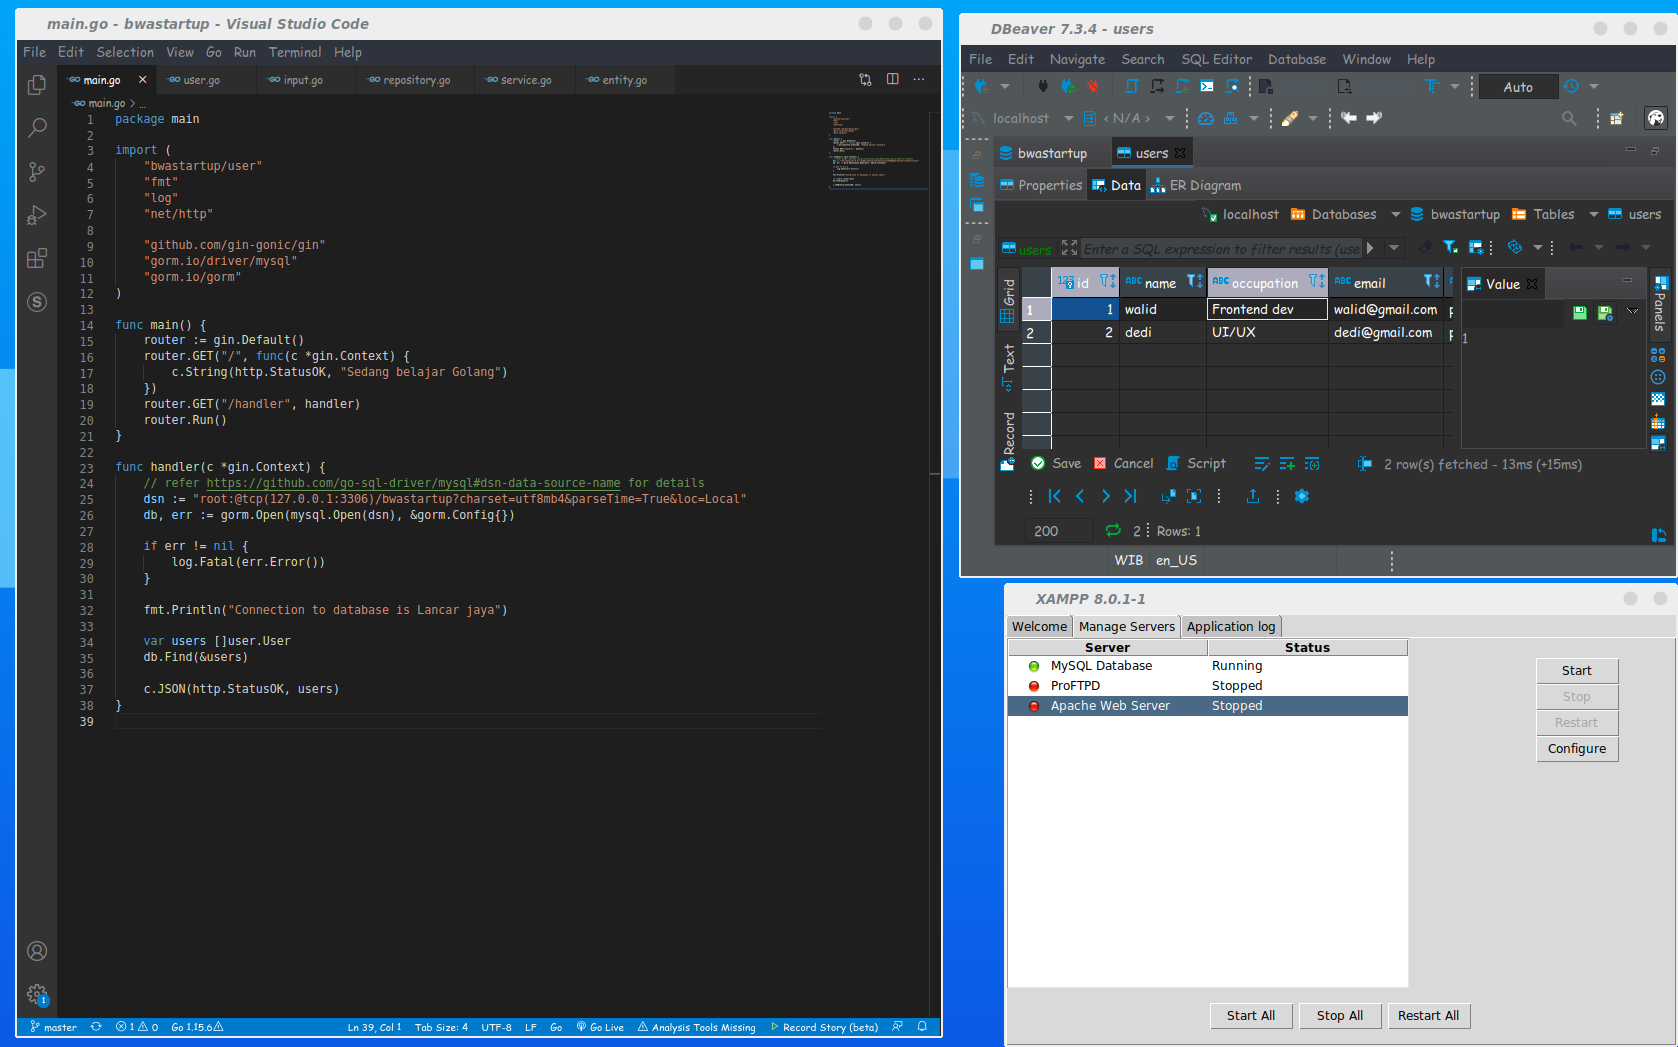 main.go - bwastartup - Visual Studio Code
File Edit Selection View Go Run Terminal Help
main.go user.go input.go repository.go service.go entity.go
main.go > ...
1 package main
2
3 import (
4 "bwastartup/user"
5 "fmt"
6 "log"
7 "net/http"
8
9 "github.com/gin-gonic/gin"
10 "gorm.io/driver/mysql"
11 "gorm.io/gorm"
12 )
13
14 func main() {
15 router := gin.Default()
16 router.GET("/", func(c *gin.Context) {
17 c.String(http.StatusOK, "Sedang belajar Golang")
18 })
19 router.GET("/handler", handler)
20 router.Run()
21 }
22
23 func handler(c *gin.Context) {
24 // refer https://github.com/go-sql-driver/mysql#dsn-data-source-name for details
25 dsn := "root:@tcp(127.0.0.1:3306)/bwastartup?charset=utf8mb4&parseTime=True&loc=Local"
26 db, err := gorm.Open(mysql.Open(dsn), &gorm.Config{})
27
28 if err != nil {
29 log.Fatal(err.Error())
30 }
31
32 fmt.Println("Connection to database is Lancar jaya")
33
34 var users []user.User
35 db.Find(&users)
36
37 c.JSON(http.StatusOK, users)
38 }
39
1
master 1 0 Go 1.15.6 Ln 39, Col 1 Tab Size: 4 UTF-8 LF Go Go Live Analysis Tools Missing Record Story (beta)
DBeaver 7.3.4 - users
File Edit Navigate Search SQL Editor Database Window Help
Auto
localhost < N/A >
bwastartup users
Properties Data ER Diagram
localhost Databases bwastartup Tables users
users Enter a SQL expression to filter results (use
Grid Text Record
123 id ABC name ABC occupation ABC email
1 1 walid Frontend dev walid@gmail.com
2 2 dedi UI/UX dedi@gmail.com
Value
1
Panels
Save Cancel Script 2 row(s) fetched - 13ms (+15ms)
200 2 Rows: 1
WIB en_US
XAMPP 8.0.1-1
Welcome Manage Servers Application log
Server Status
MySQL Database Running
ProFTPD Stopped
Apache Web Server Stopped
Start
Stop
Restart
Configure
Start All Stop All Restart All